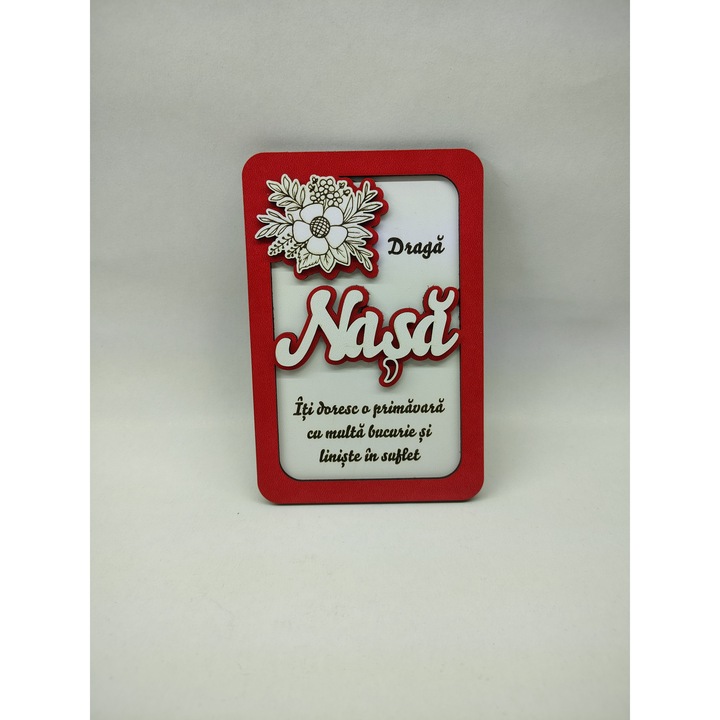 Dragă
Nașă
Îți doresc o primăvară
cu multă bucurie și
liniște în suflet